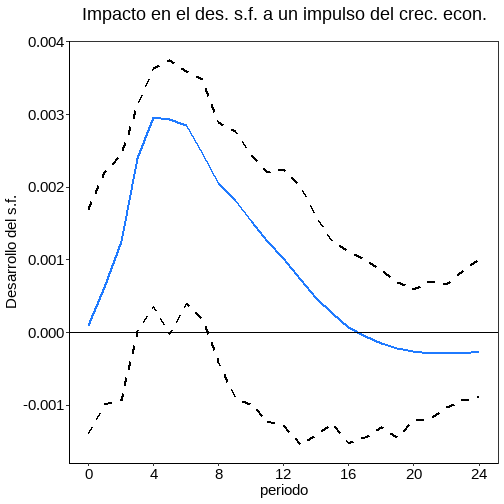 Impacto en el des. s.f. a un impulso del crec. econ.
0.004
0.003
0.002
0.001
0.000
-0.001
Desarrollo del s.f.
0 4 8 12 16 20 24
periodo